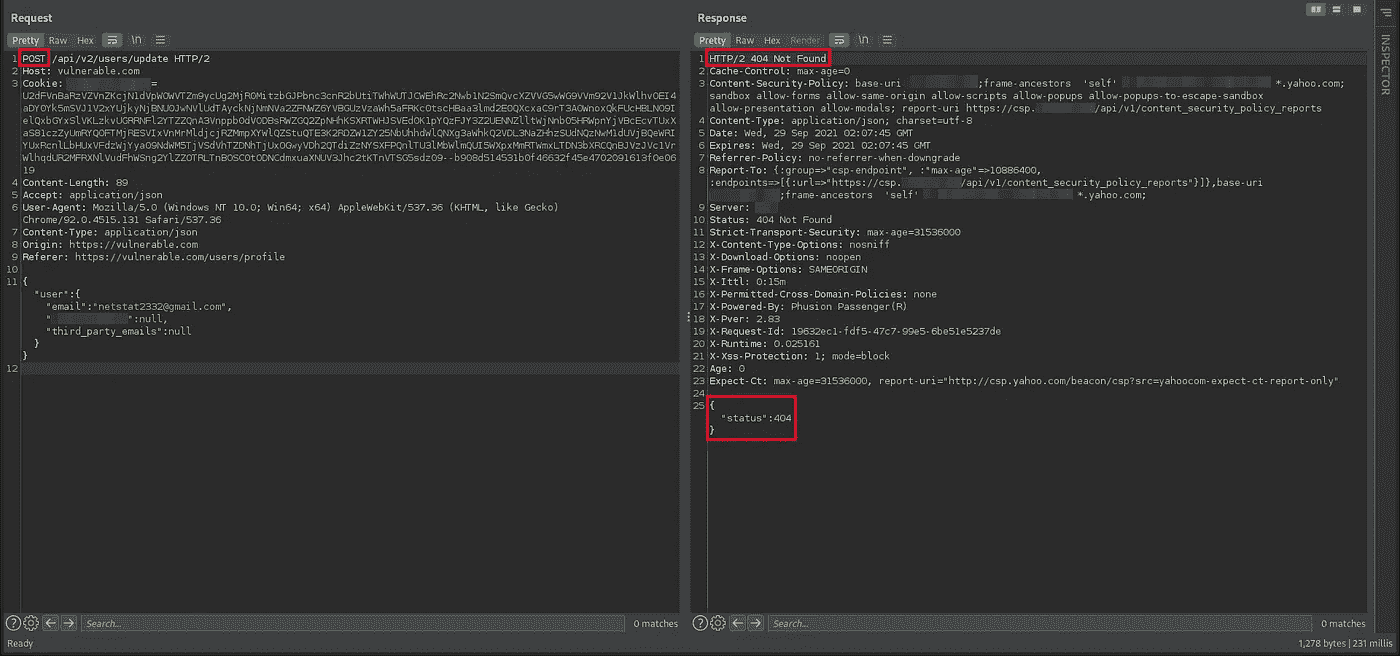 Request
Pretty Raw Hex \n
1 POST /api/v2/users/update HTTP/2
2 Host: vulnerable.com
3 Cookie: =
4 Content-Length: 89
5 Accept: application/json
6 User-Agent: Mozilla/5.0 (Windows NT 10.0; Win64; x64) AppleWebKit/537.36 (KHTML, like Gecko)
Chrome/92.0.4515.131 Safari/537.36
7 Content-Type: application/json
8 Origin: https://vulnerable.com
9 Referer: https://vulnerable.com/users/profile
10
11 {
"user":{
"email":"netstat2332@gmail.com",
" ":null,
"third_party_emails":null
}
}
12
Search...
0 matches
Ready
Response
Pretty Raw Hex Render \n
INSPECTOR
1 HTTP/2 404 Not Found
2 Cache-Control: max-age=0
3 Content-Security-Policy: base-uri ;frame-ancestors 'self' *.yahoo.com;
sandbox allow-forms allow-same-origin allow-scripts allow-popups allow-popups-to-escape-sandbox
allow-presentation allow-modals; report-uri https://csp. /api/v1/content_security_policy_reports
4 Content-Type: application/json; charset=utf-8
5 Date: Wed, 29 Sep 2021 02:07:45 GMT
6 Expires: Wed, 29 Sep 2021 02:07:45 GMT
7 Referrer-Policy: no-referrer-when-downgrade
8 Report-To: {:group=>"csp-endpoint", :"max-age"=>10886400,
:endpoints=>[{:url=>"https://csp. /api/v1/content_security_policy_reports"}]},base-uri
;frame-ancestors 'self' *.yahoo.com;
9 Server:
10 Status: 404 Not Found
11 Strict-Transport-Security: max-age=31536000
12 X-Content-Type-Options: nosniff
13 X-Download-Options: noopen
14 X-Frame-Options: SAMEORIGIN
15 X-Ittl: 0:15m
16 X-Permitted-Cross-Domain-Policies: none
17 X-Powered-By: Phusion Passenger(R)
18 X-Pver: 2.83
19 X-Request-Id: 19632ec1-fdf5-47c7-99e5-6be51e5237de
20 X-Runtime: 0.025161
21 X-Xss-Protection: 1; mode=block
22 Age: 0
23 Expect-Ct: max-age=31536000, report-uri="http://csp.yahoo.com/beacon/csp?src=yahoocom-expect-ct-report-only"
24
25 {
"status":404
}
Search...
0 matches
1,278 bytes | 231 millis